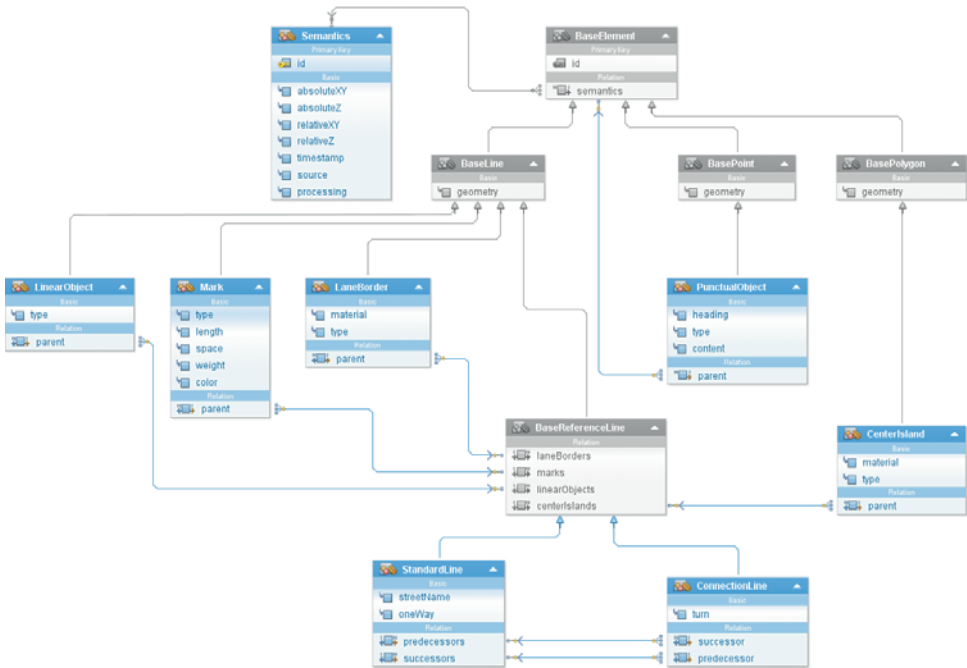 Semantics
Primary Key
id
Basic
absoluteXY
absoluteZ
relativeXY
relativeZ
timestamp
source
processing
BaseElement
Primary Key
id
Relation
semantics
BaseLine
Basic
geometry
BasePoint
Basic
geometry
BasePolygon
Basic
geometry
LinearObject
Basic
type
Relation
parent
Mark
Basic
type
length
space
weight
color
Relation
parent
LaneBorder
Basic
material
type
Relation
parent
PunctualObject
Basic
heading
type
content
Relation
parent
BaseReferenceLine
Relation
laneBorders
marks
linearObjects
centerIslands
CenterIsland
Basic
material
type
Relation
parent
StandardLine
Basic
streetName
oneWay
Relation
predecessors
successors
ConnectionLine
Basic
turn
Relation
successor
predecessor